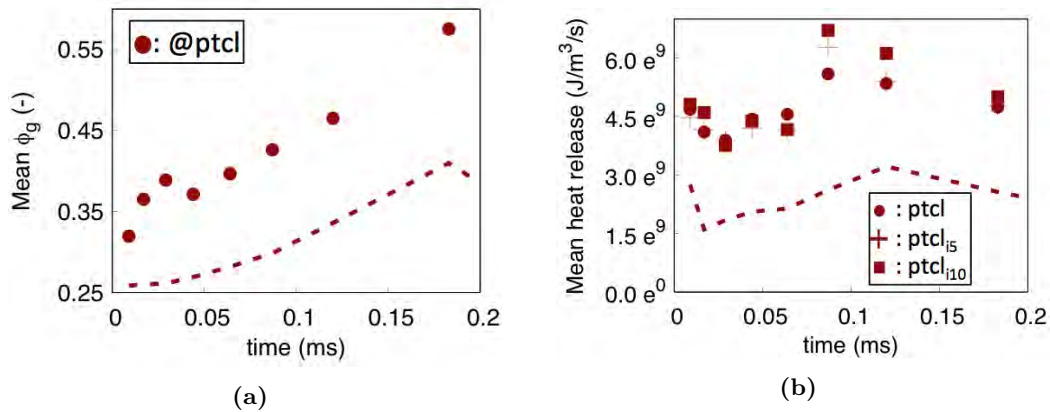 ●: @ptcl
0.55
0.45
0.35
0.25
Mean ϕg (-)
0
0.05
0.1
0.15
0.2
time (ms)
(a)
6.0 e⁹
4.5 e⁹
3.0 e⁹
1.5 e⁹
0.0 e⁰
Mean heat release (J/m³/s)
● : ptcl
+ : ptcli5
■ : ptcli10
0
0.05
0.1
0.15
0.2
time (ms)
(b)